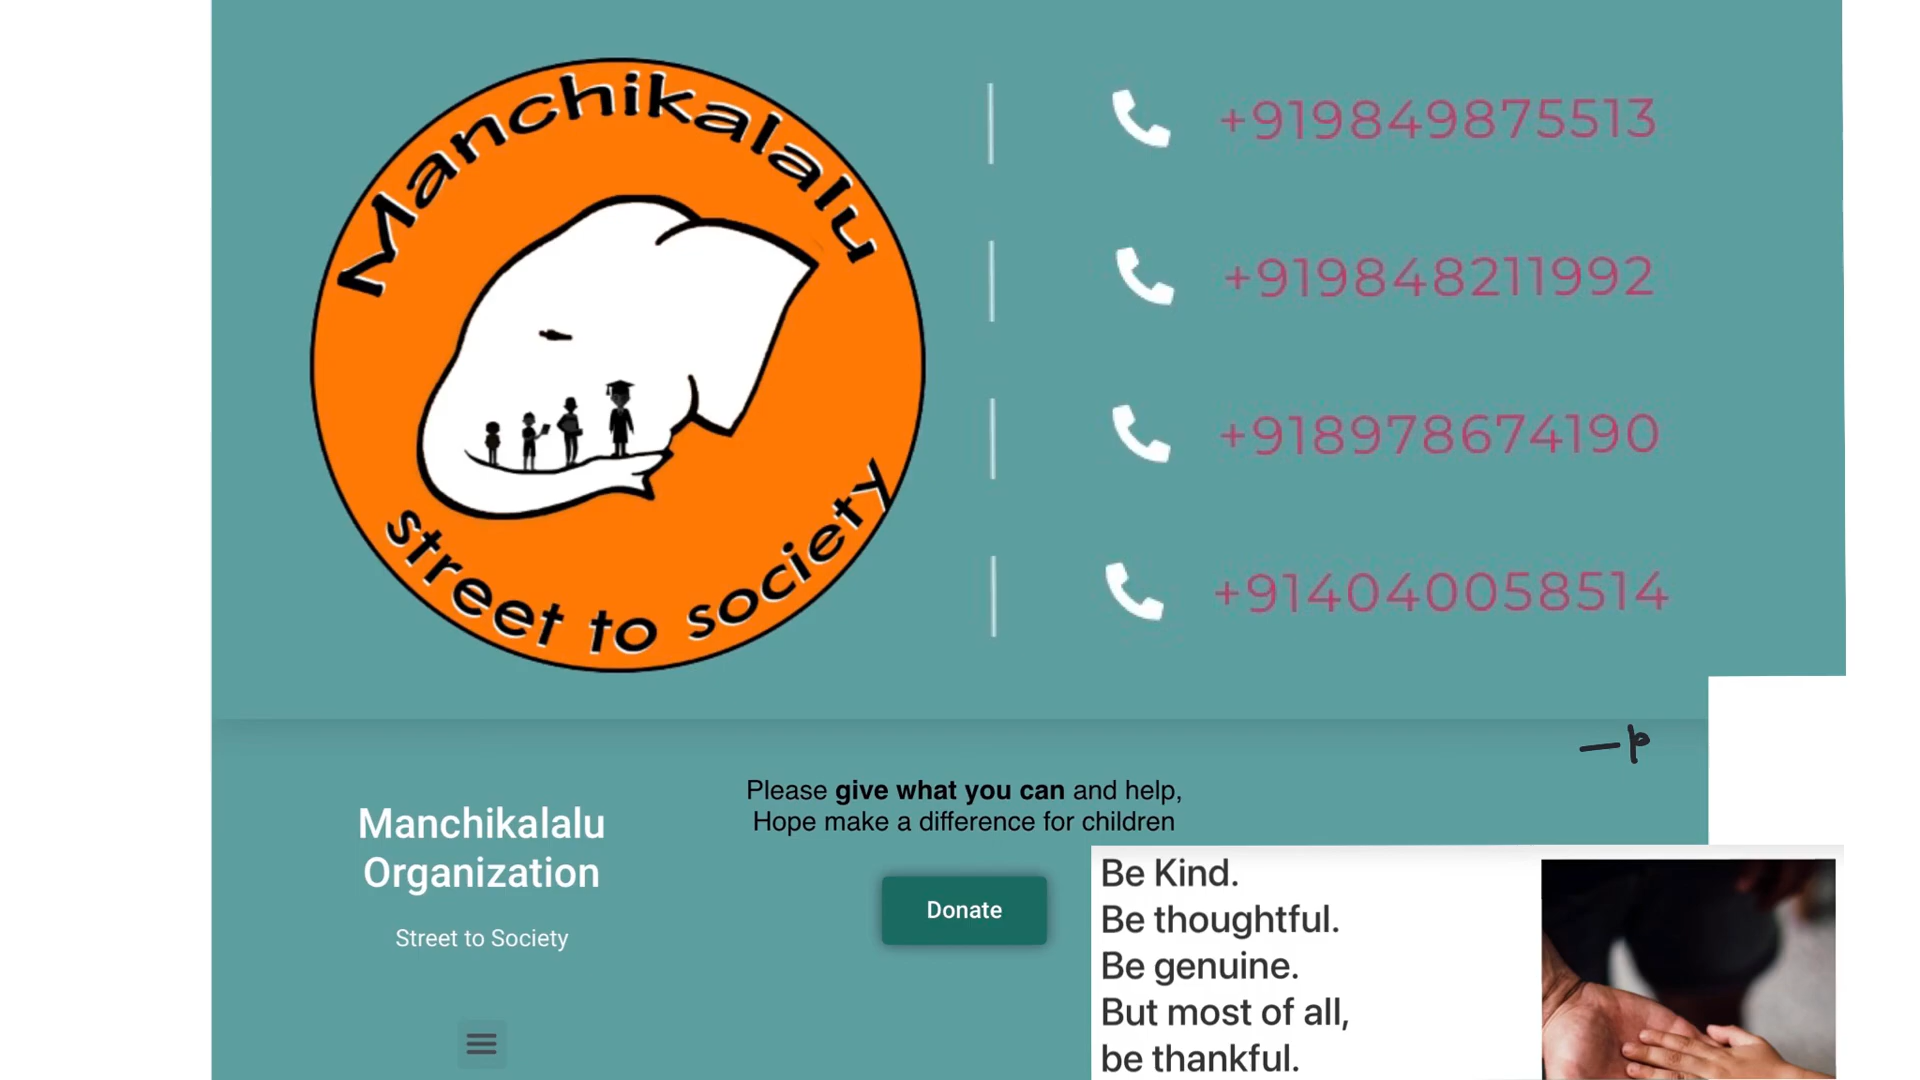 Manchikalalu
street to society
+919849875513
+919848211992
+918978674190
+914040058514
Manchikalalu
Organization
Street to Society
Please give what you can and help,
Hope make a difference for children
Donate
Be Kind.
Be thoughtful.
Be genuine.
But most of all,
be thankful.